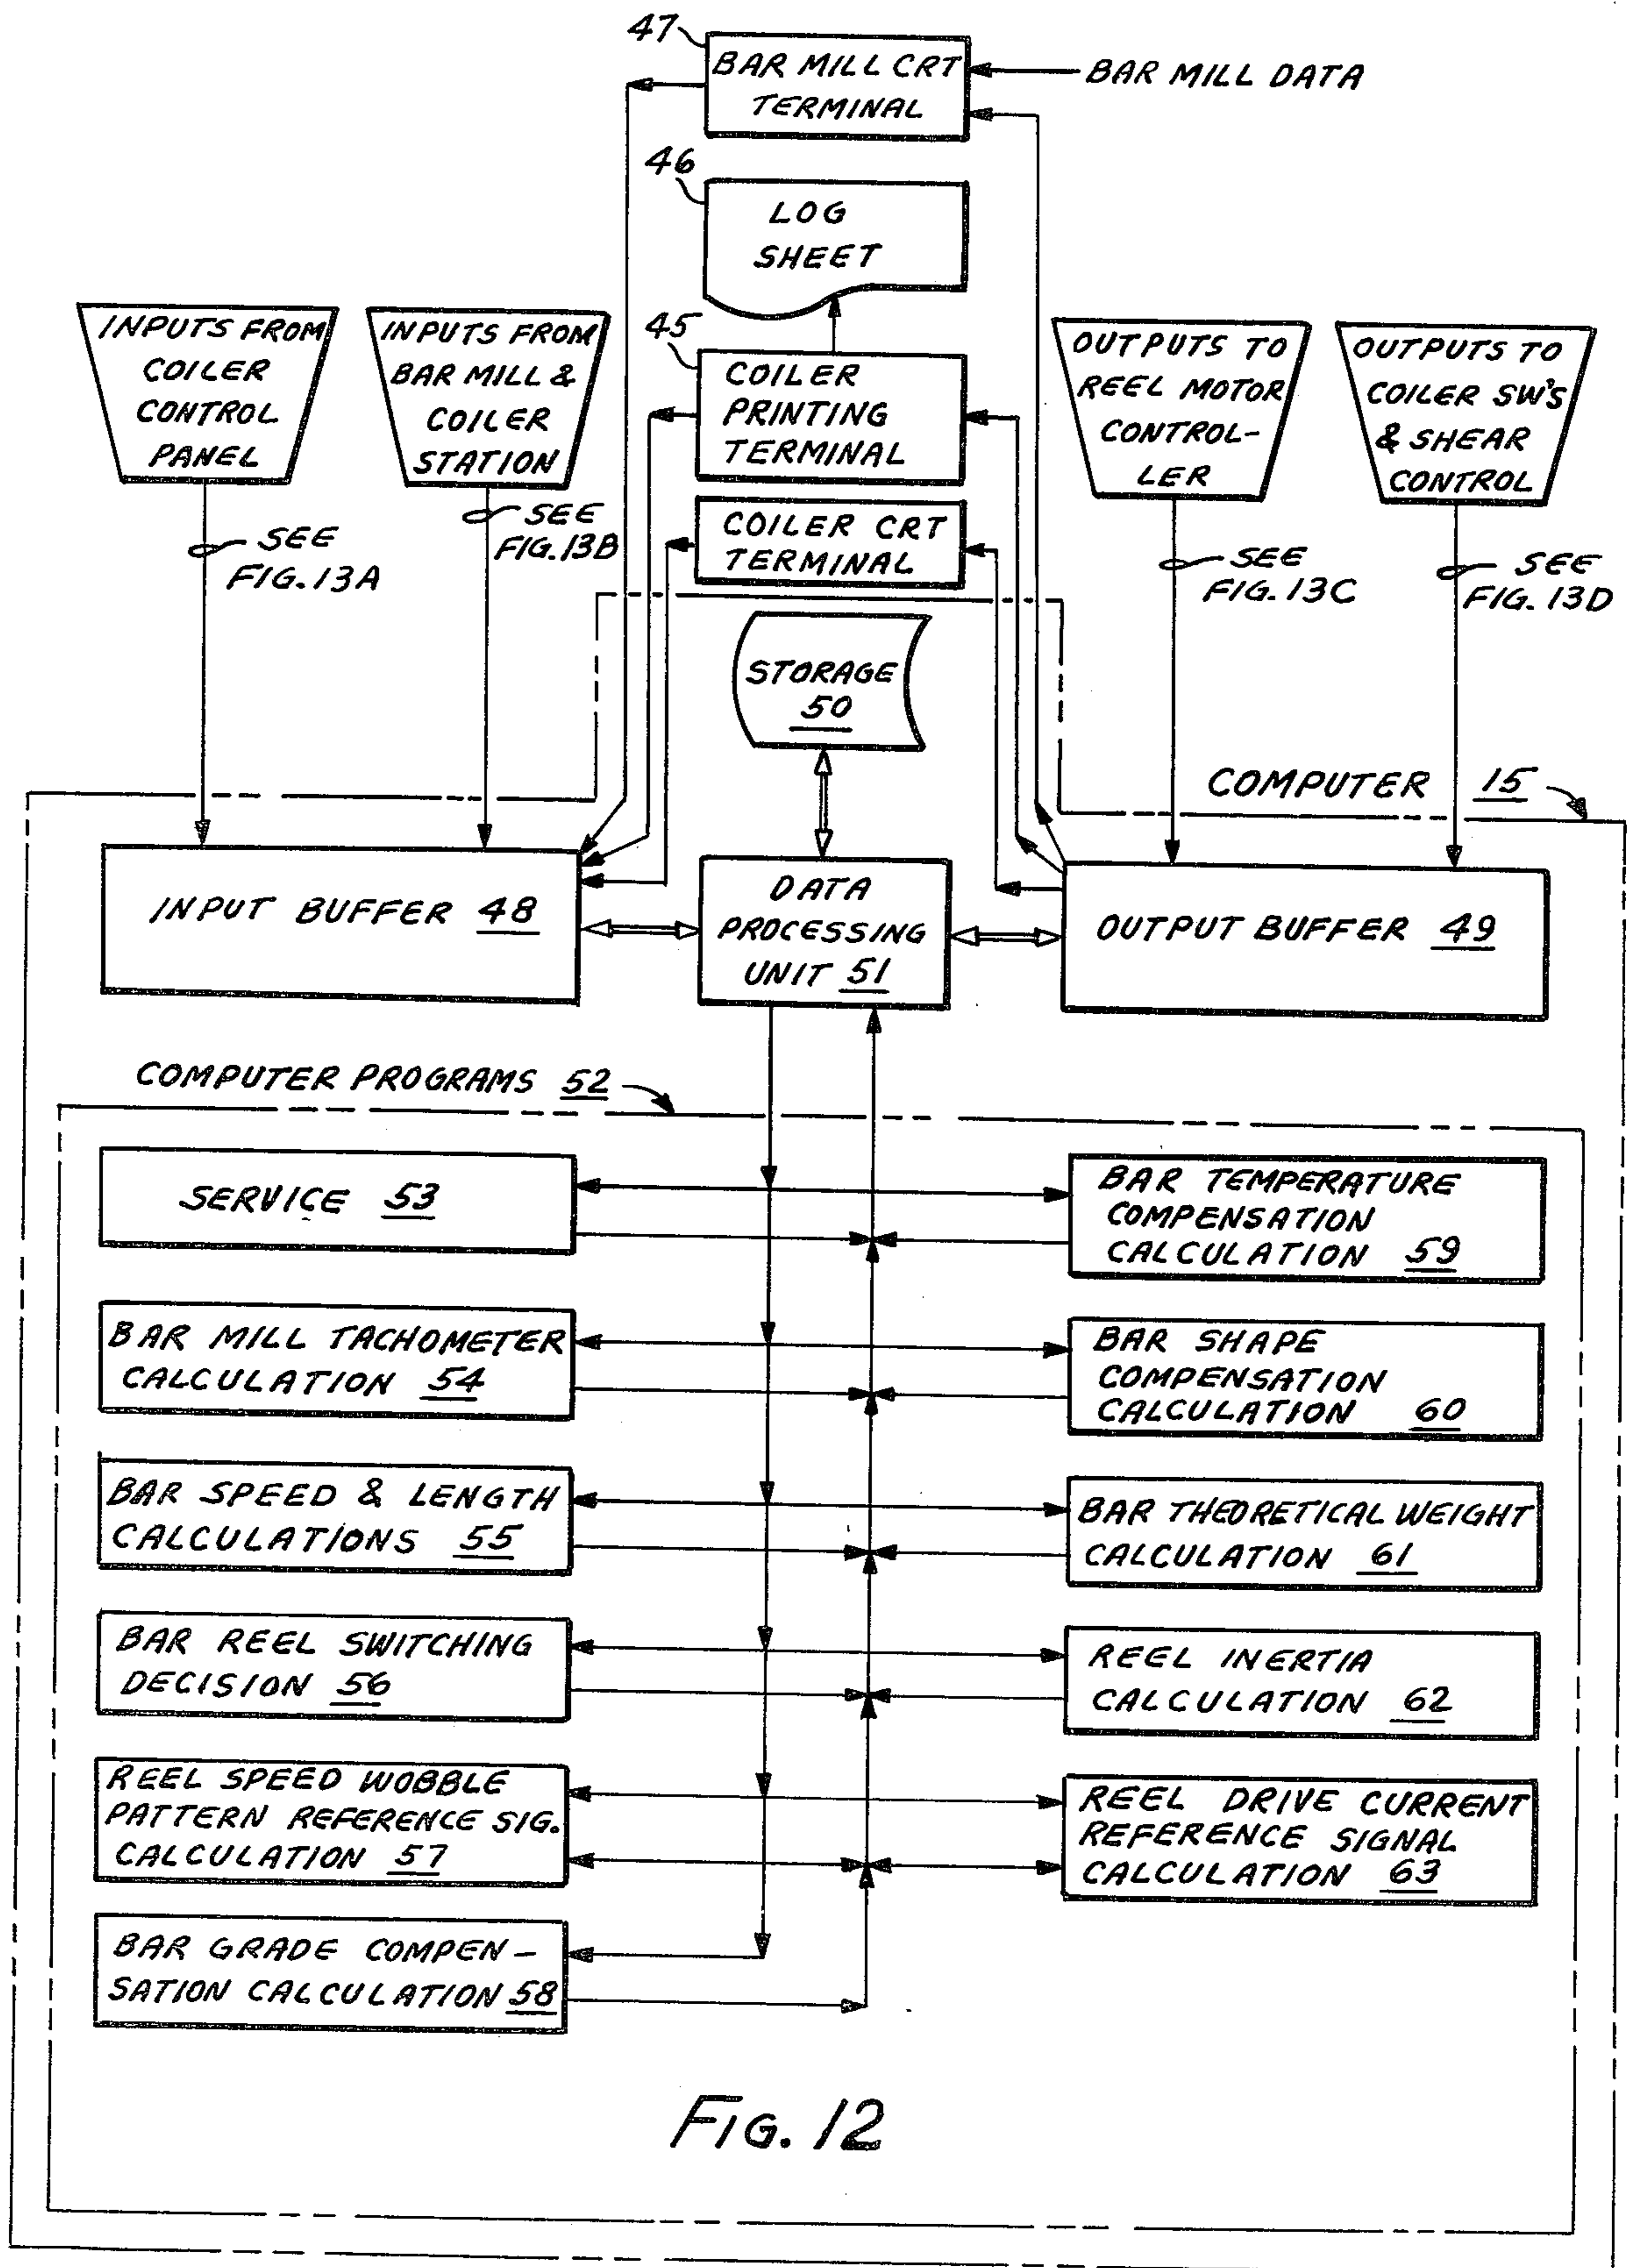 47
BAR MILL CRT
TERMINAL
BAR MILL DATA
46
LOG
SHEET
INPUTS FROM
COILER
CONTROL
PANEL
INPUTS FROM
BAR MILL &
COILER
STATION
45
COILER
PRINTING
TERMINAL
OUTPUTS TO
REEL MOTOR
CONTROL-
LER
OUTPUTS TO
COILER SW'S
& SHEAR
CONTROL
SEE
FIG. 13A
SEE
FIG. 13B
COILER CRT
TERMINAL
SEE
FIG. 13C
SEE
FIG. 13D
STORAGE
50
COMPUTER 15
INPUT BUFFER 48
DATA
PROCESSING
UNIT 51
OUTPUT BUFFER 49
COMPUTER PROGRAMS 52
SERVICE 53
BAR TEMPERATURE
COMPENSATION
CALCULATION 59
BAR MILL TACHOMETER
CALCULATION 54
BAR SHAPE
COMPENSATION
CALCULATION 60
BAR SPEED & LENGTH
CALCULATIONS 55
BAR THEORETICAL WEIGHT
CALCULATION 61
BAR REEL SWITCHING
DECISION 56
REEL INERTIA
CALCULATION 62
REEL SPEED WOBBLE
PATTERN REFERENCE SIG.
CALCULATION 57
REEL DRIVE CURRENT
REFERENCE SIGNAL
CALCULATION 63
BAR GRADE COMPEN-
SATION CALCULATION 58
FIG. 12